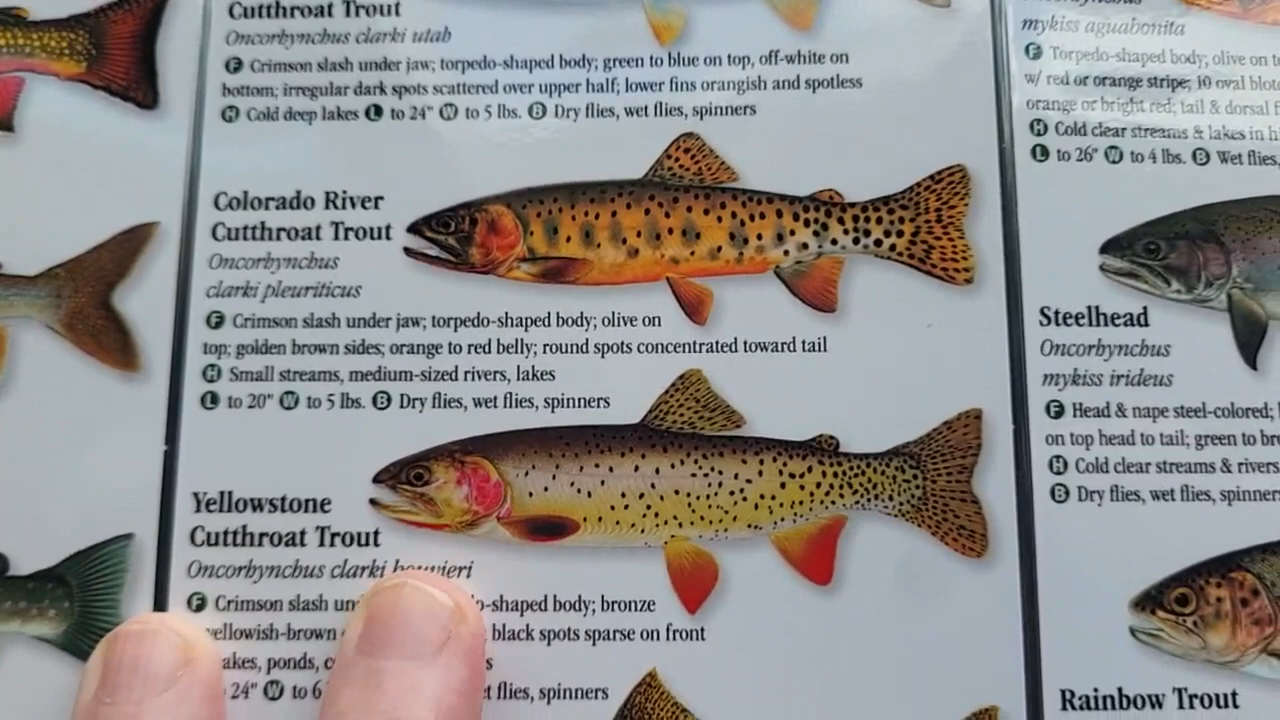 Cutthroat Trout
Oncorhynchus clarki utah
F Crimson slash under jaw; torpedo-shaped body; green to blue on top, off-white on
bottom; irregular dark spots scattered over upper half; lower fins orangish and spotless
H Cold deep lakes L to 24" W to 5 lbs. B Dry flies, wet flies, spinners
Colorado River
Cutthroat Trout
Oncorhynchus
clarki pleuriticus
F Crimson slash under jaw; torpedo-shaped body; olive on
top; golden brown sides; orange to red belly; round spots concentrated toward tail
H Small streams, medium-sized rivers, lakes
L to 20" W to 5 lbs. B Dry flies, wet flies, spinners
Yellowstone
Cutthroat Trout
Oncorhynchus clarki
F Crimson slash -shaped body; bronze
yellowish-brown black spots sparse on front
lakes, ponds,
24" W to 6 flies, spinners
mykiss aguabonita
F Torpedo-shaped body; olive on
w/ red or orange stripe; 10 oval
orange or bright red; tail & dorsal
H Cold clear streams & lakes in
L to 26" W to 4 lbs. B Wet flies,
Steelhead
Oncorhynchus
mykiss irideus
F Head & nape steel-colored;
on top head to tail; green to
H Cold clear streams & rivers
B Dry flies, wet flies,
Rainbow Trout